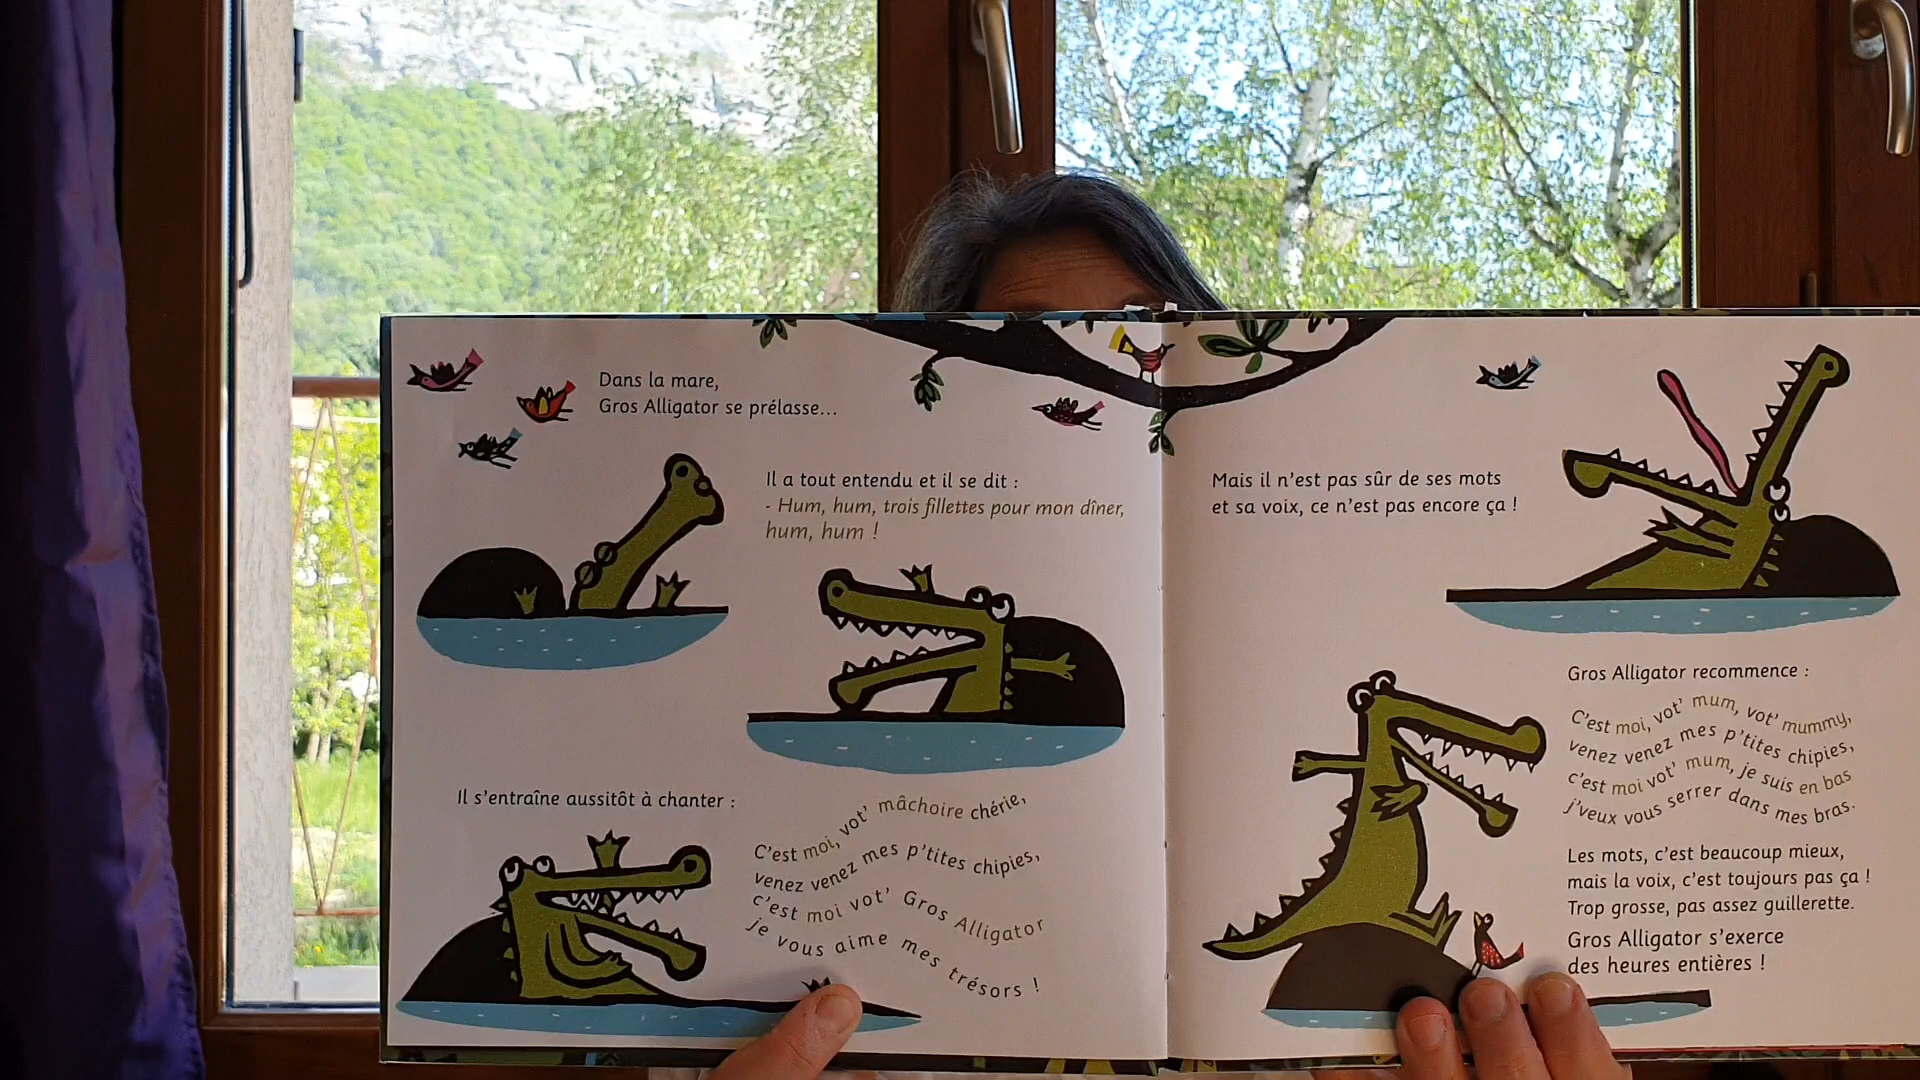 Dans la mare,
Gros Alligator se prélasse...
Il a tout entendu et il se dit :
- Hum, hum, trois fillettes pour mon dîner,
hum, hum !
Il s'entraîne aussitôt à chanter :
C'est moi, vot' mâchoire chérie,
venez venez mes p'tites chipies,
c'est moi vot' Gros Alligator
je vous aime mes trésors !
Mais il n'est pas sûr de ses mots
et sa voix, ce n'est pas encore ça !
Gros Alligator recommence :
C'est moi, vot' mum, vot' mummy,
venez venez mes p'tites chipies,
c'est moi vot' mum, je suis en bas
j'veux vous serrer dans mes bras.
Les mots, c'est beaucoup mieux,
mais la voix, c'est toujours pas ça !
Trop grosse, pas assez guillerette.
Gros Alligator s'exerce
des heures entières !